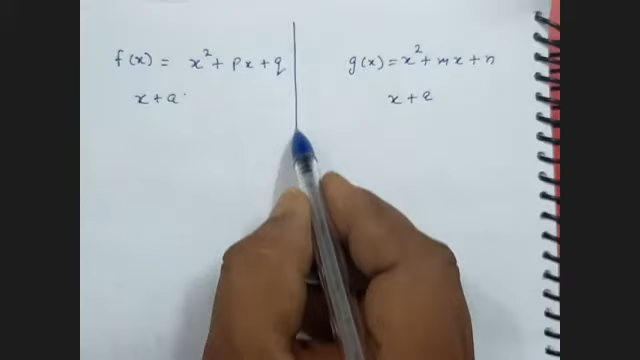 f(x) = x² + px + q
x + a
g(x) = x² + mx + n
x + a